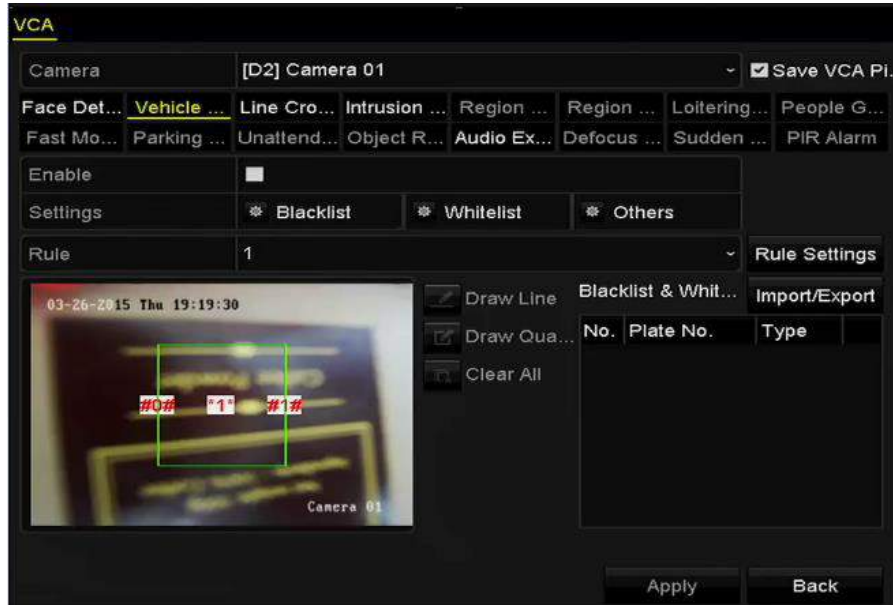 VCA
Camera [D2] Camera 01 Save VCA Pi.
Face Det... Vehicle ... Line Cro... Intrusion ... Region ... Region ... Loitering... People G...
Fast Mo... Parking ... Unattend... Object R... Audio Ex... Defocus ... Sudden ... PIR Alarm
Enable
Settings Blacklist Whitelist Others
Rule 1 Rule Settings
03-26-2015 Thu 19:19:30
#0# *1* #1#
Camera 01
Draw Line
Draw Qua...
Clear All
Blacklist & Whit... Import/Export
No. Plate No. Type
Apply Back